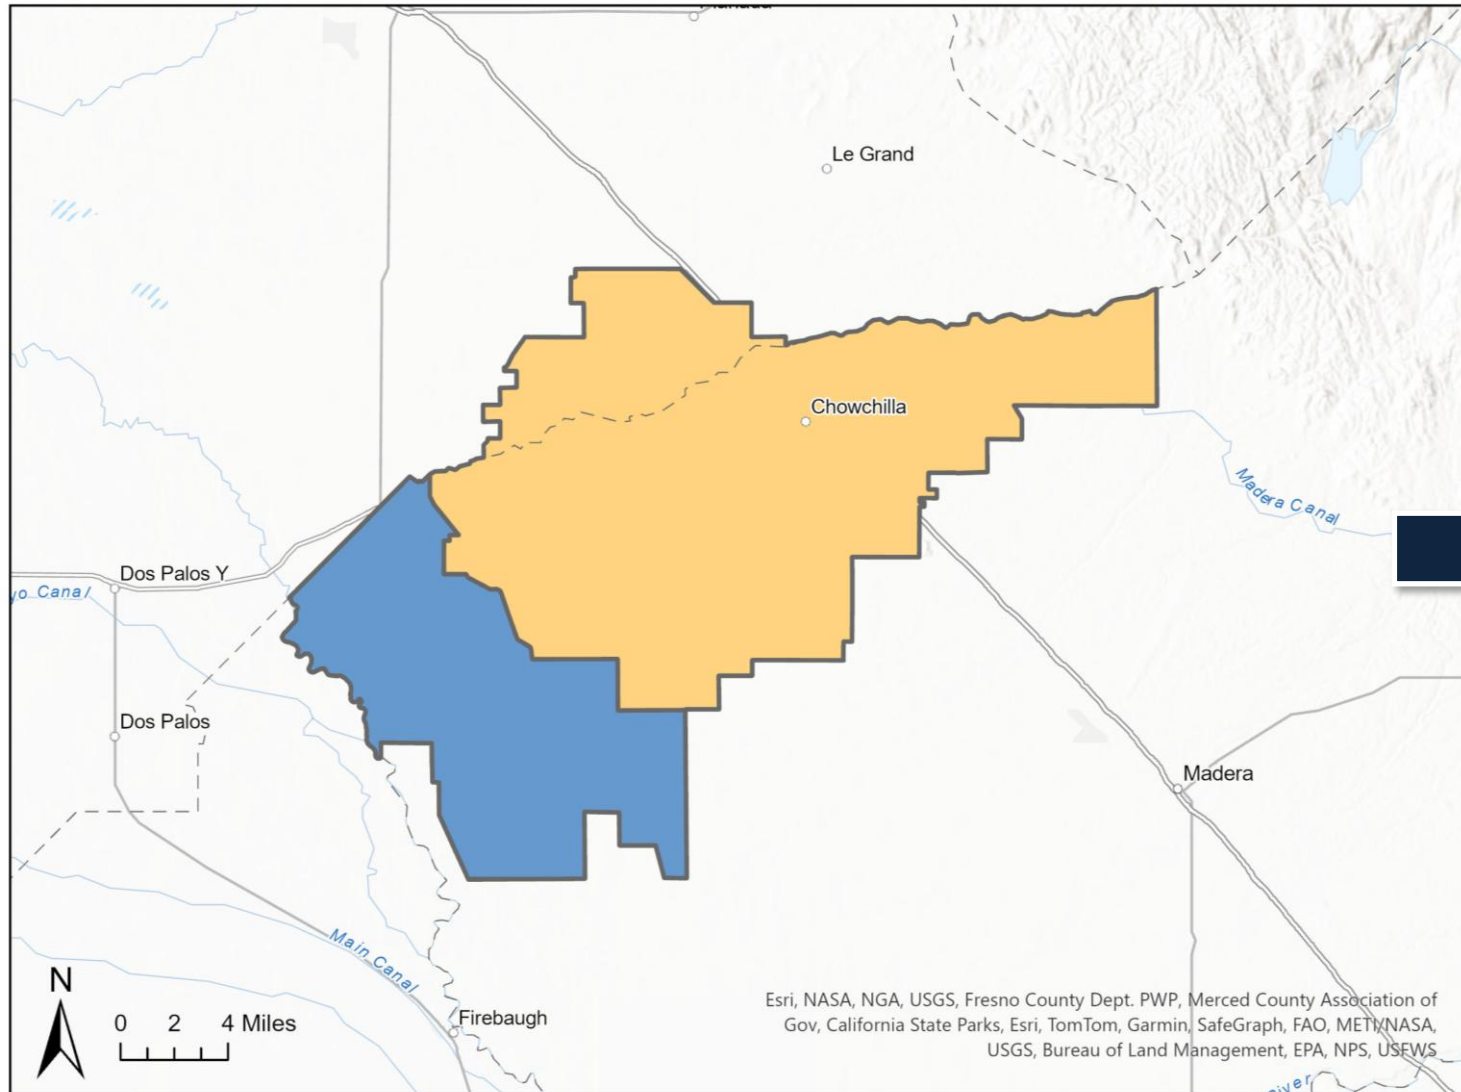 Le Grand
Chowchilla
Madera Canal
Dos Palos Y
yo Canal
Dos Palos
Madera
Main Canal
Firebaugh
N
0 2 4 Miles
Esri, NASA, NGA, USGS, Fresno County Dept. PWP, Merced County Association of
Gov, California State Parks, Esri, TomTom, Garmin, SafeGraph, FAO, METI/NASA,
USGS, Bureau of Land Management, EPA, NPS, USFWS